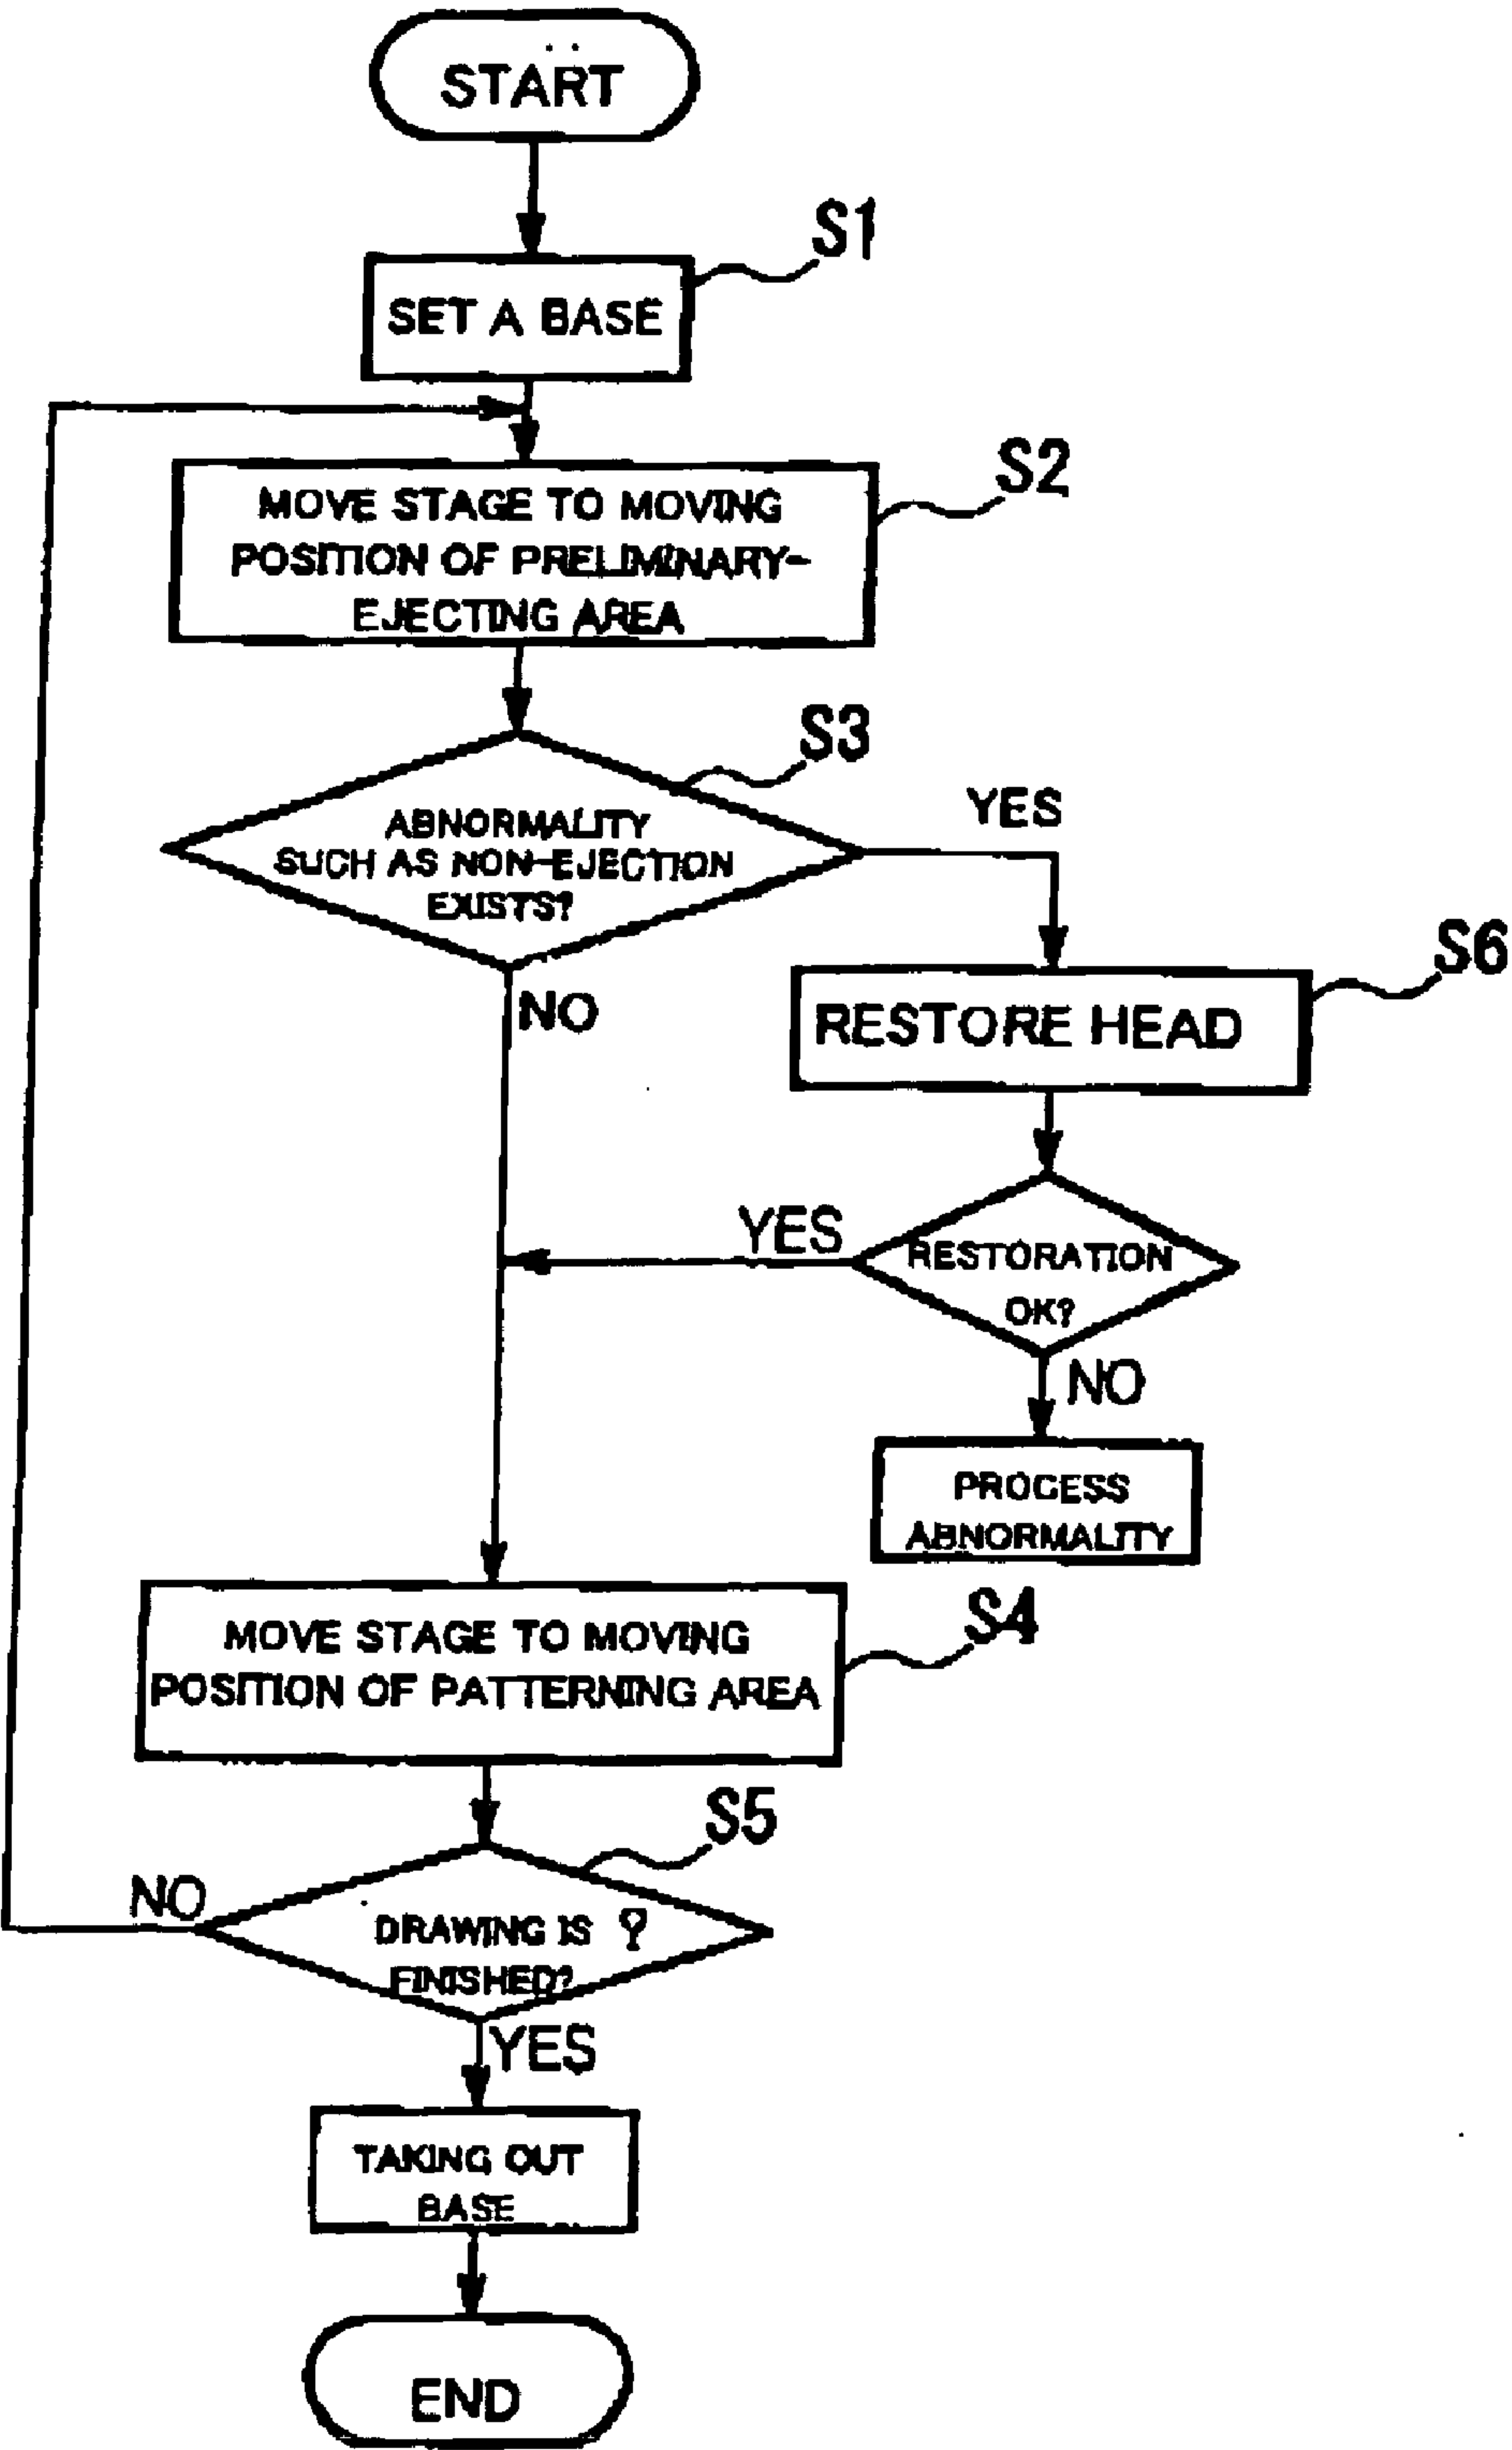 START
S1
SET A BASE
S2
MOVE STAGE TO MOVING
POSITION OF PRELIMINARY-
EJECTING AREA
S3
ABNORMALITY
SUCH AS NON-EJECTION
EXISTS?
YES
NO
S6
RESTORE HEAD
YES
RESTORATION
OK?
NO
PROCESS
ABNORMALITY
S4
MOVE STAGE TO MOVING
POSITION OF PATTERNING AREA
S5
NO
DRAWING IS ?
FINISHED?
YES
TAKING OUT
BASE
END